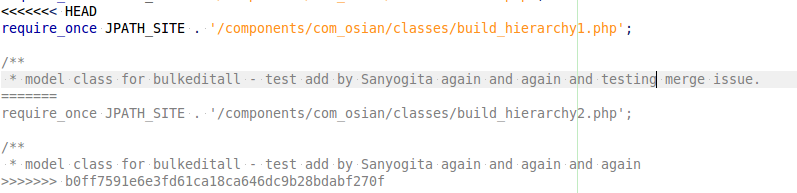 <<<<<<< HEAD
require_once JPATH_SITE . '/components/com_osian/classes/build_hierarchy1.php';
/**
* model class for bulkeditall - test add by Sanyogita again and again and testing merge issue.
=======
require_once JPATH_SITE . '/components/com_osian/classes/build_hierarchy2.php';
/**
* model class for bulkeditall - test add by Sanyogita again and again and again
>>>>>>> b0ff7591e6e3fd61ca18ca646dc9b28bdabf270f